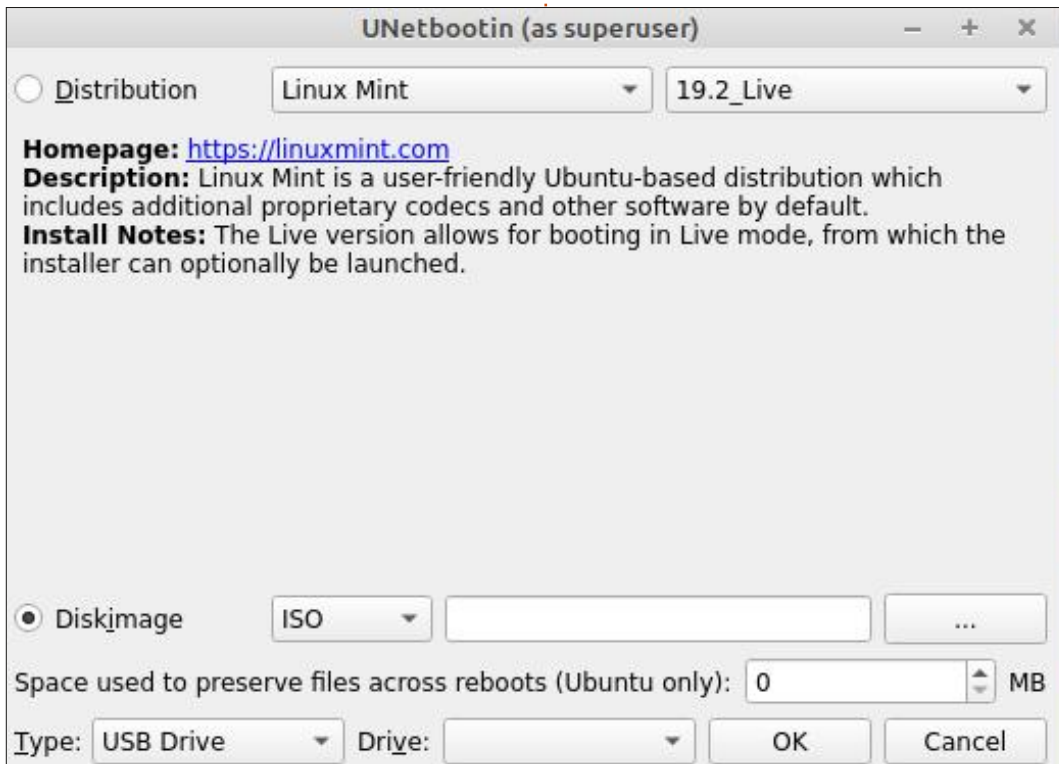 UNetbootin (as superuser)
Distribution Linux Mint 19.2_Live
Homepage: https://linuxmint.com
Description: Linux Mint is a user-friendly Ubuntu-based distribution which
includes additional proprietary codecs and other software by default.
Install Notes: The Live version allows for booting in Live mode, from which the
installer can optionally be launched.
Diskimage ISO ...
Space used to preserve files across reboots (Ubuntu only): 0 MB
Type: USB Drive Drive: OK Cancel